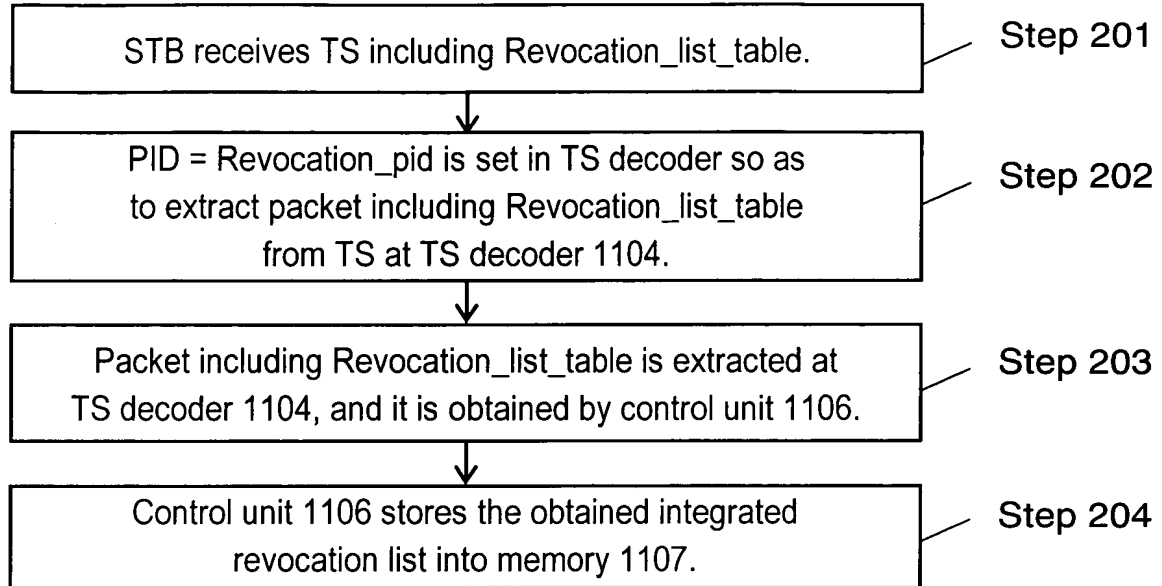 STB receives TS including Revocation_list_table.
Step 201
PID = Revocation_pid is set in TS decoder so as
to extract packet including Revocation_list_table
from TS at TS decoder 1104.
Step 202
Packet including Revocation_list_table is extracted at
TS decoder 1104, and it is obtained by control unit 1106.
Step 203
Control unit 1106 stores the obtained integrated
revocation list into memory 1107.
Step 204